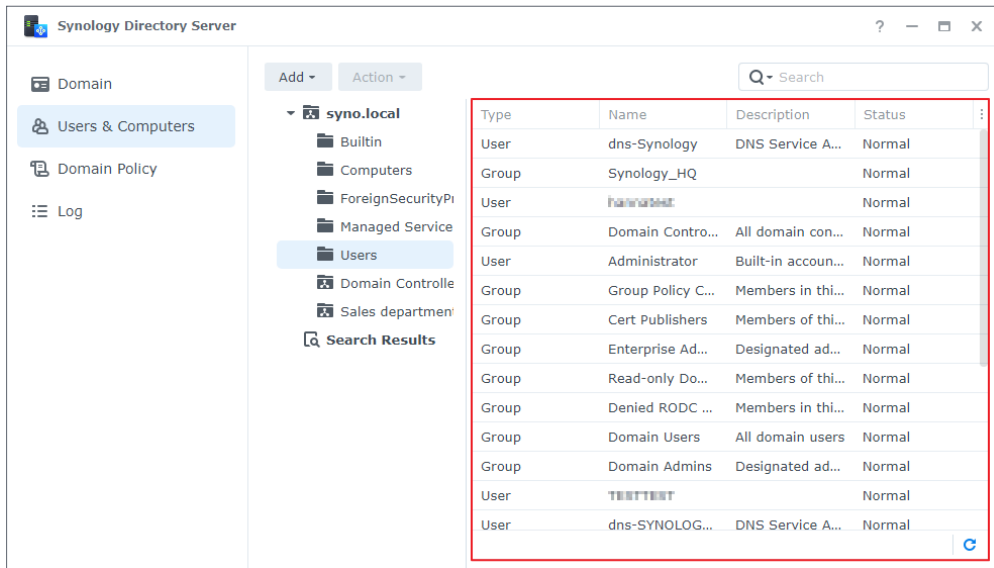 Synology Directory Server
?
Domain
Users & Computers
Domain Policy
Log
Add
Action
Search
syno.local
Builtin
Computers
ForeignSecurityPr
Managed Service
Users
Domain Controlle
Sales department
Search Results
Type Name Description Status
User dns-Synology DNS Service A... Normal
Group Synology_HQ Normal
User Normal
Group Domain Contro... All domain con... Normal
User Administrator Built-in accoun... Normal
Group Group Policy C... Members in thi... Normal
Group Cert Publishers Members of thi... Normal
Group Enterprise Ad... Designated ad... Normal
Group Read-only Do... Members of thi... Normal
Group Denied RODC ... Members in thi... Normal
Group Domain Users All domain users Normal
Group Domain Admins Designated ad... Normal
User Normal
User dns-SYNOLOG... DNS Service A... Normal